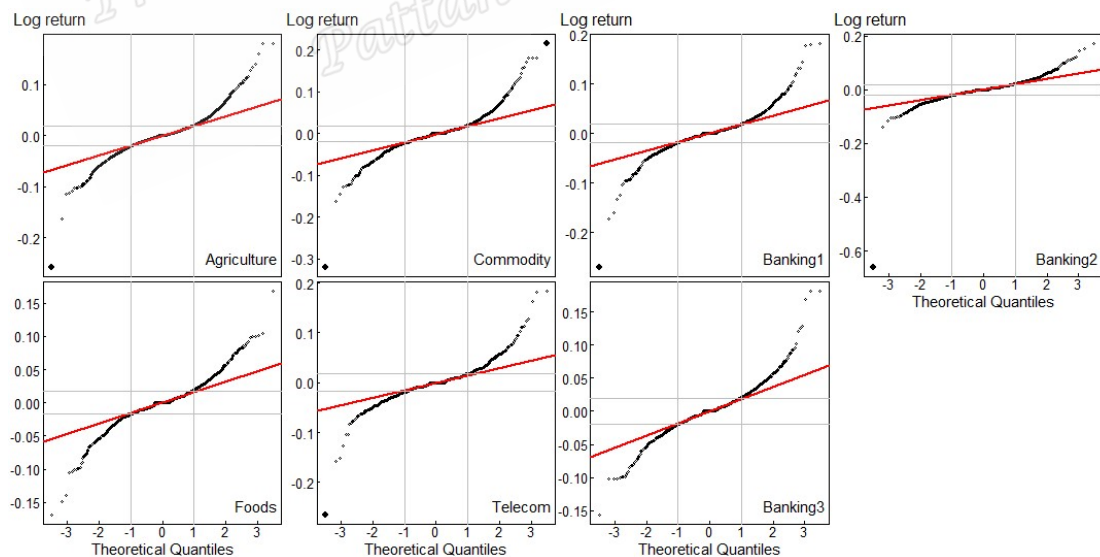 Pattan
Log return
0.1
0.0
-0.1
-0.2
Agriculture
Log return
0.2
0.1
0.0
-0.1
-0.2
-0.3
Commodity
Log return
0.2
0.1
0.0
-0.1
-0.2
Banking1
Log return
0.2
0.0
-0.2
-0.4
-0.6
Banking2
-3 -2 -1 0 1 2 3
Theoretical Quantiles
0.15
0.10
0.05
0.00
-0.05
-0.10
-0.15
Foods
-3 -2 -1 0 1 2 3
Theoretical Quantiles
0.2
0.1
0.0
-0.1
-0.2
Telecom
-3 -2 -1 0 1 2 3
Theoretical Quantiles
0.15
0.10
0.05
0.00
-0.05
-0.10
-0.15
Banking3
-3 -2 -1 0 1 2 3
Theoretical Quantiles